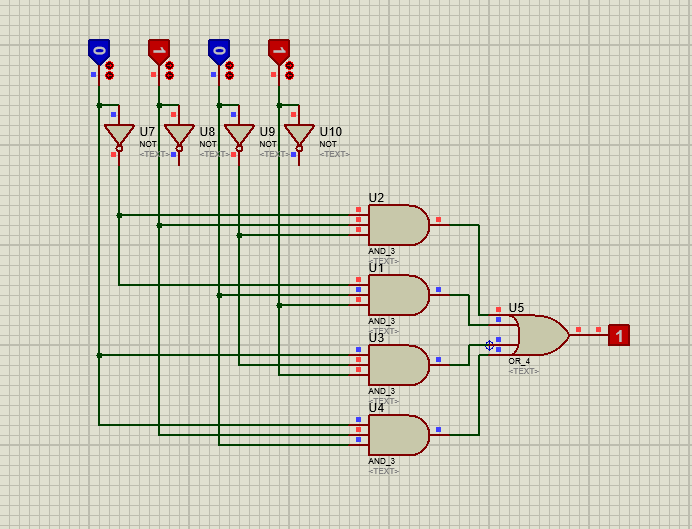 0 1 0 1
U7 U8 U9 U10
NOT NOT NOT NOT
<TEXT> <TEXT> <TEXT> <TEXT>
U2
AND_3
<TEXT>
U1
AND_3
<TEXT>
U5
1
OR_4
<TEXT>
U3
AND_3
<TEXT>
U4
AND_3
<TEXT>